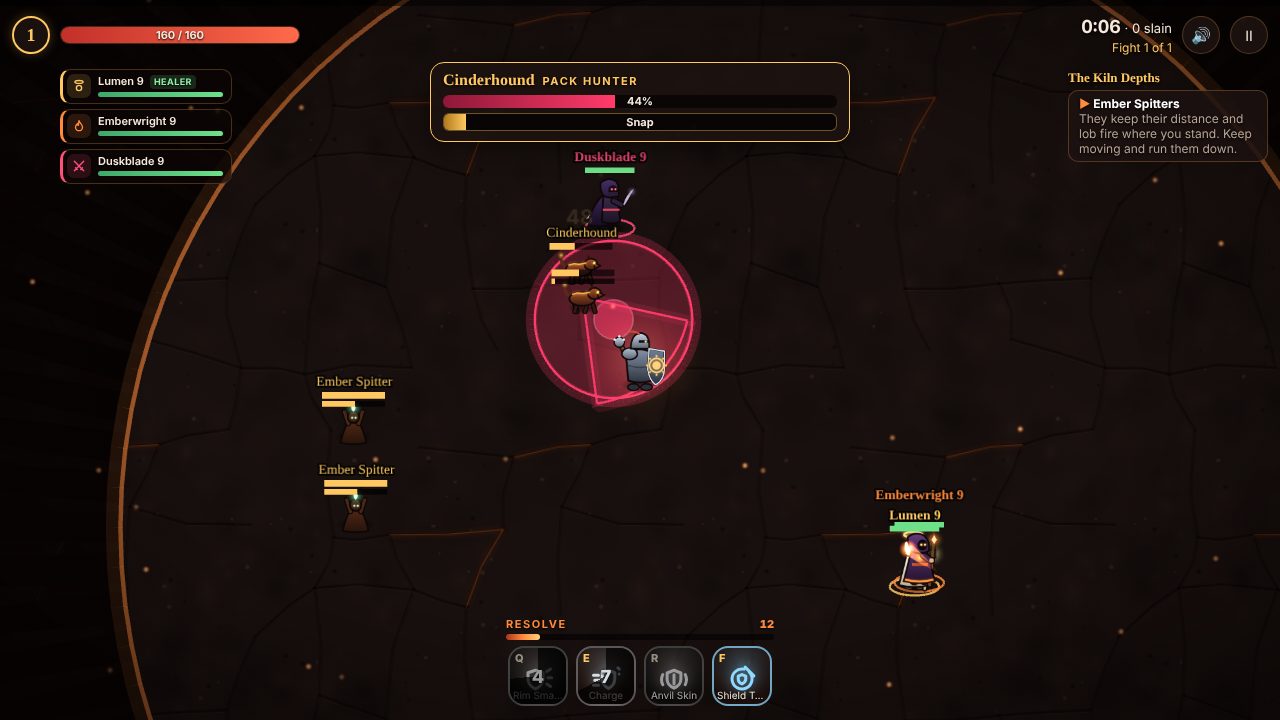 1
160 / 160
0:06 · 0 slain
Fight 1 of 1
Lumen 9 HEALER
Emberwright 9
Duskblade 9
Cinderhound PACK HUNTER
44%
Snap
The Kiln Depths
▶ Ember Spitters
They keep their distance and
lob fire where you stand. Keep
moving and run them down.
Duskblade 9
48
Cinderhound
Ember Spitter
Ember Spitter
Emberwright 9
Lumen 9
RESOLVE 12
Q 4 Rim Sma...
E 7 Charge
R Anvil Skin
F Shield T...